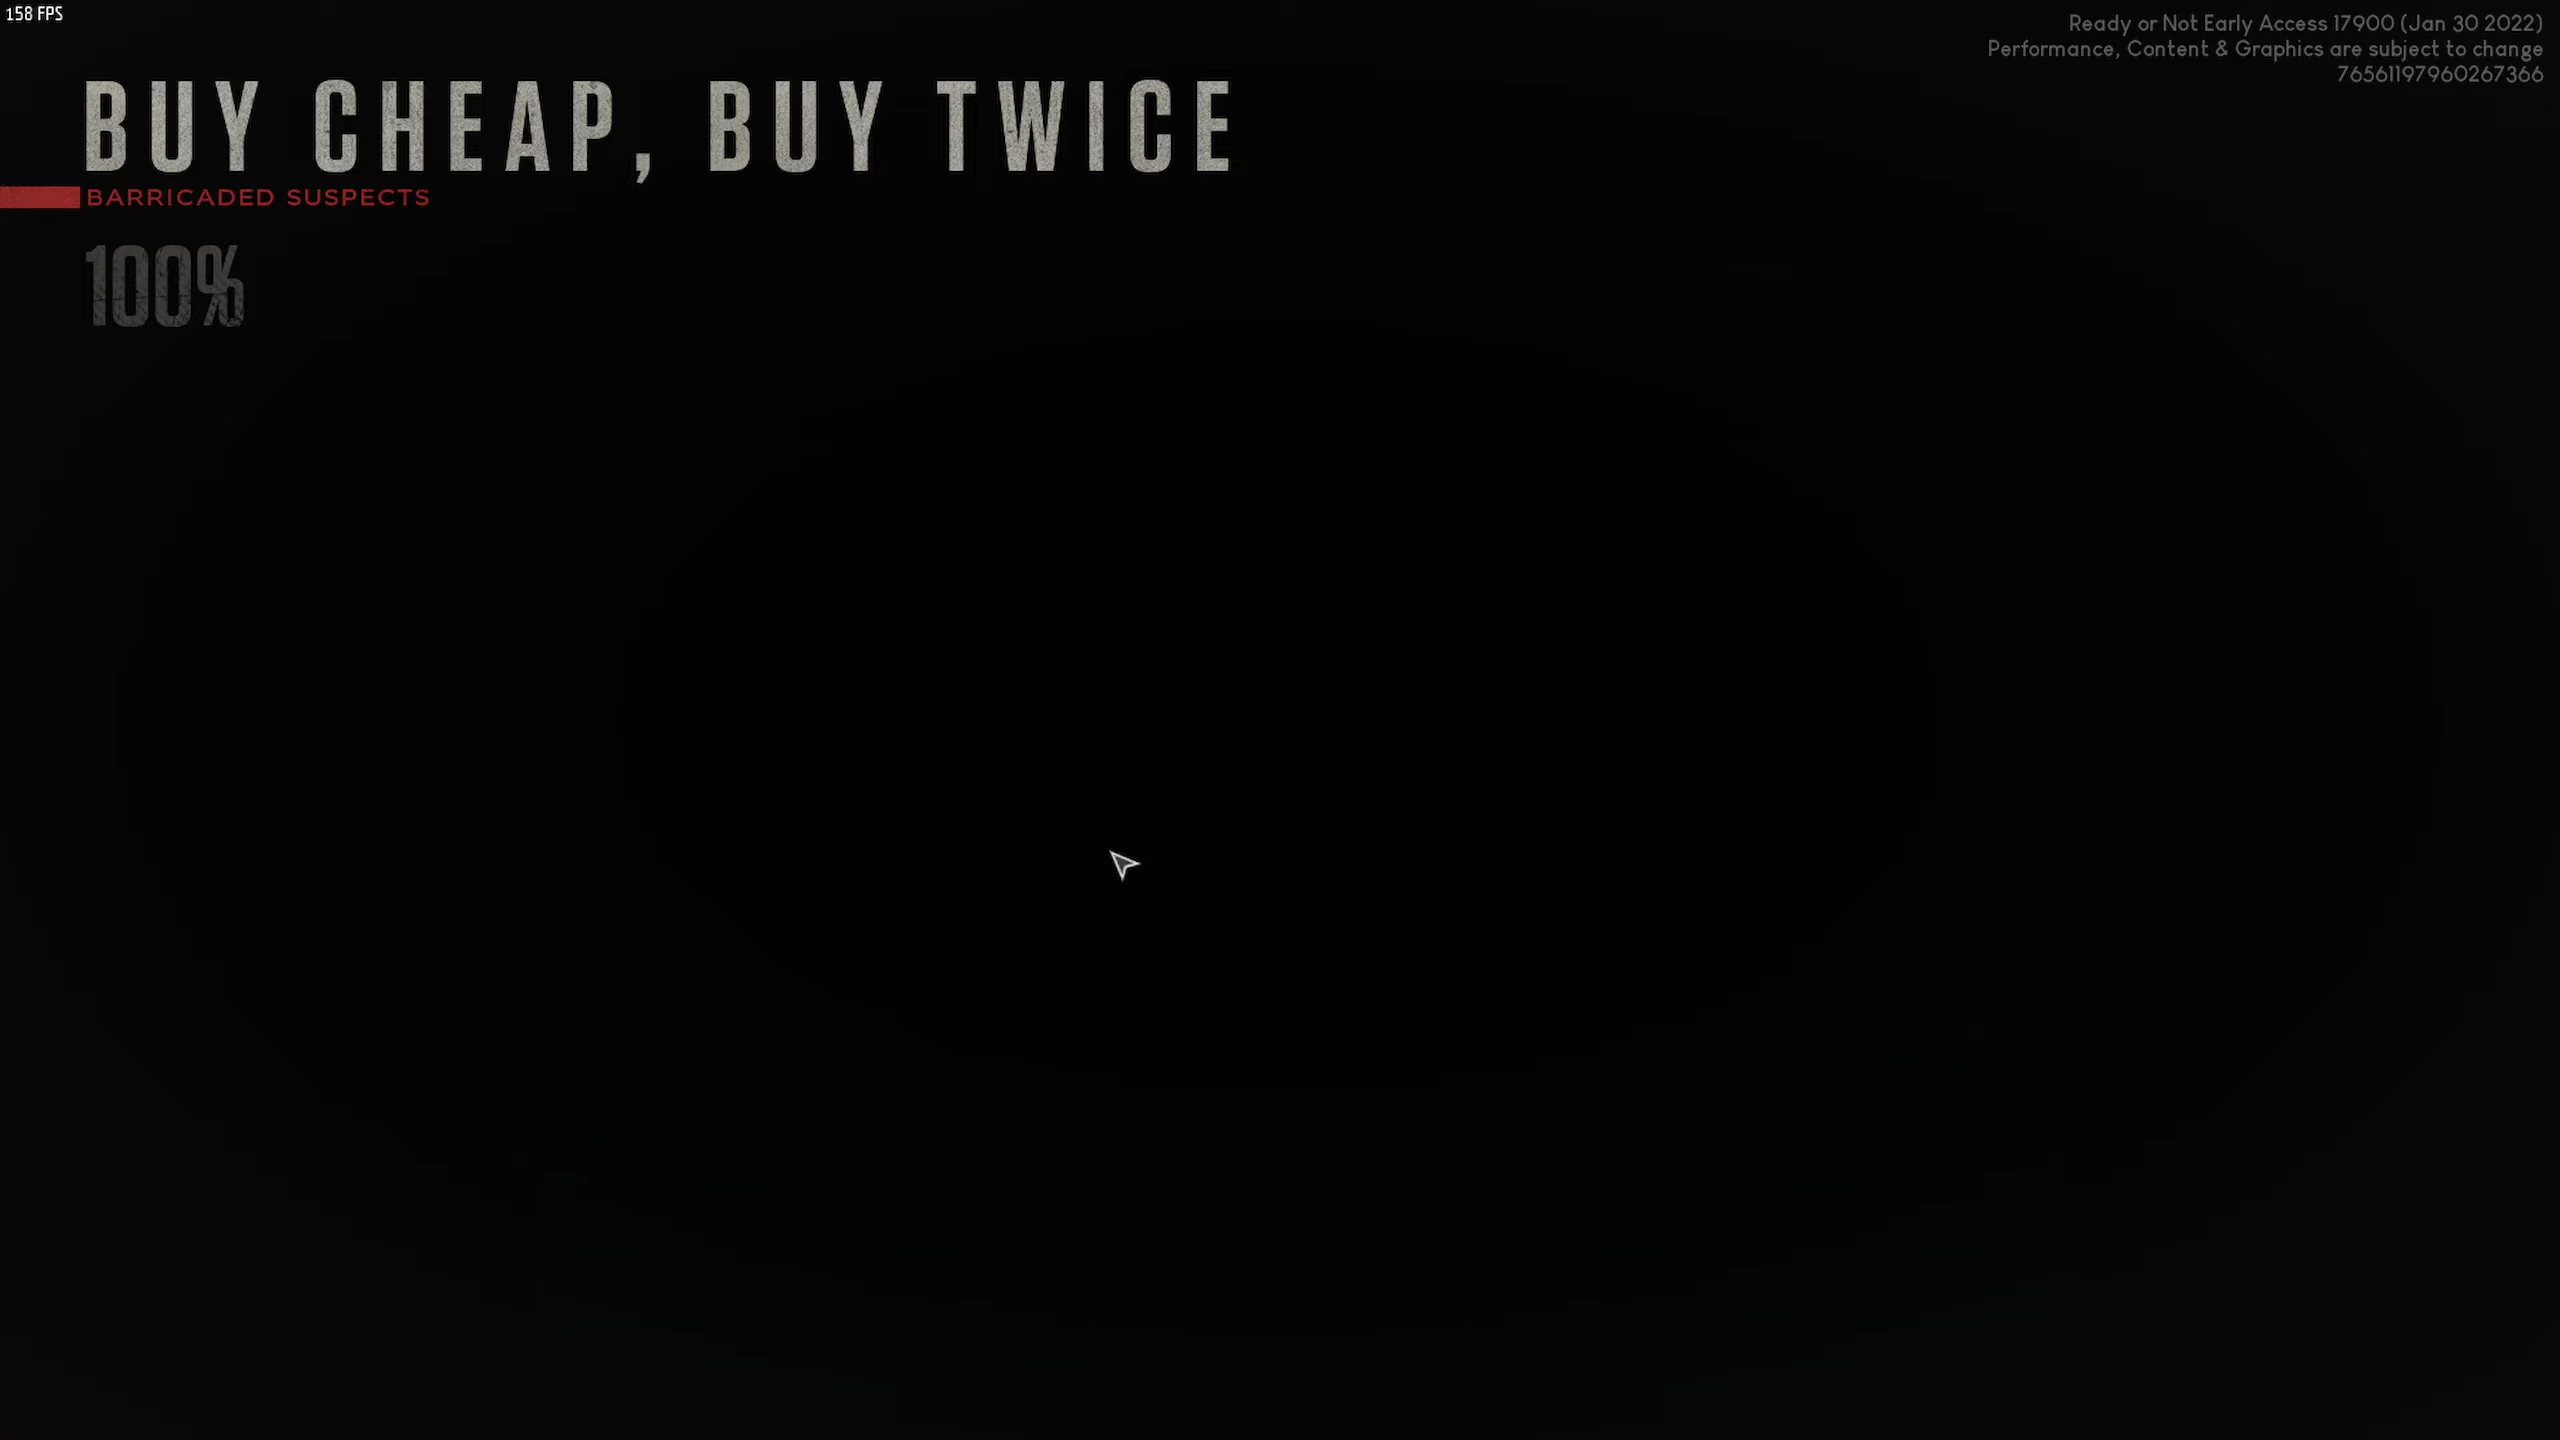 158 FPS
Ready or Not Early Access 17900 (Jan 30 2022)
Performance, Content & Graphics are subject to change
76561197960267366
BUY CHEAP, BUY TWICE
BARRICADED SUSPECTS
100%